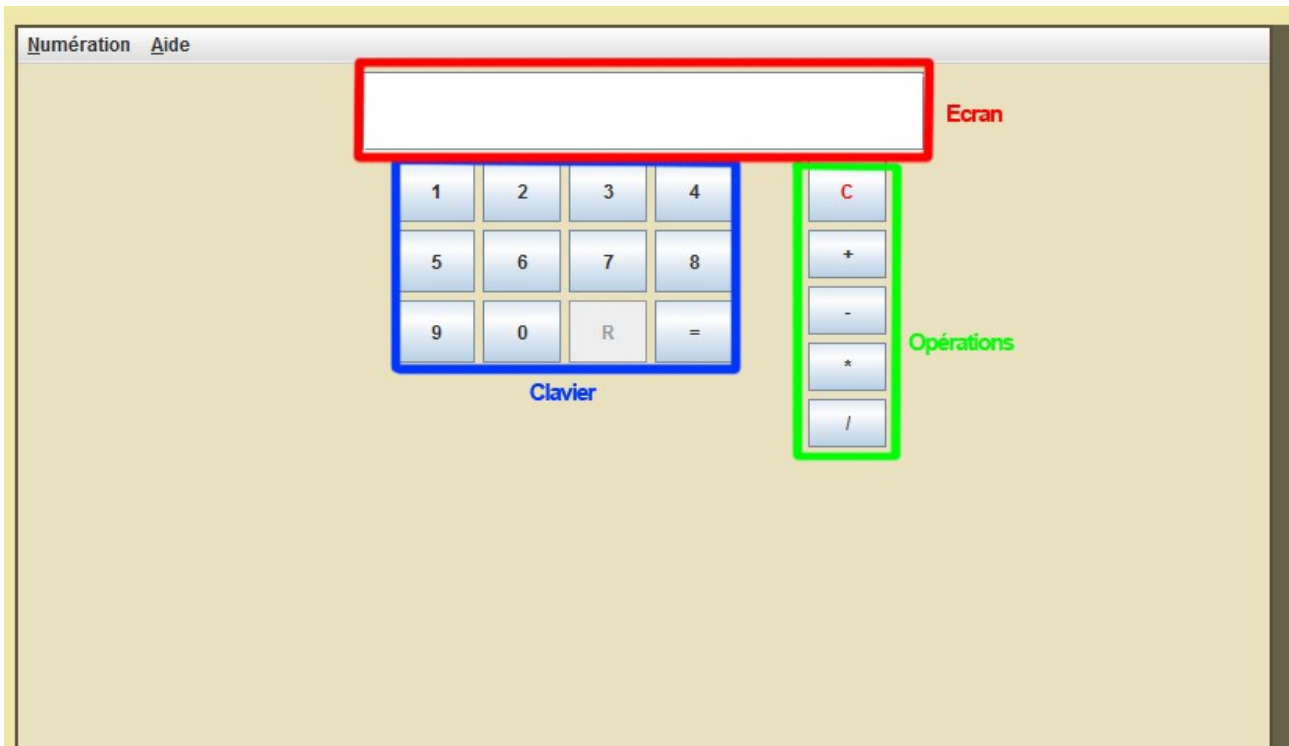 Numération Aide
Ecran
1 2 3 4 C
5 6 7 8 +
-
9 0 R =
Opérations
*
Clavier
/